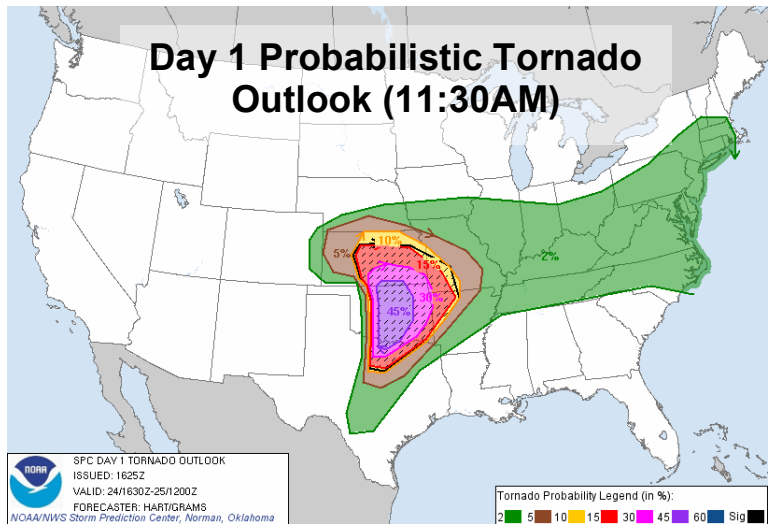 Day 1 Probabilistic Tornado
Outlook (11:30AM)
10%
5%
15%
2%
30%
45%
NOAA
SPC DAY 1 TORNADO OUTLOOK
ISSUED: 1625Z
VALID: 24/1630Z-25/1200Z
FORECASTER: HART/GRAMS
NOAA/NWS Storm Prediction Center, Norman, Oklahoma
Tornado Probability Legend (in %):
2 5 10 15 30 45 60 Sig